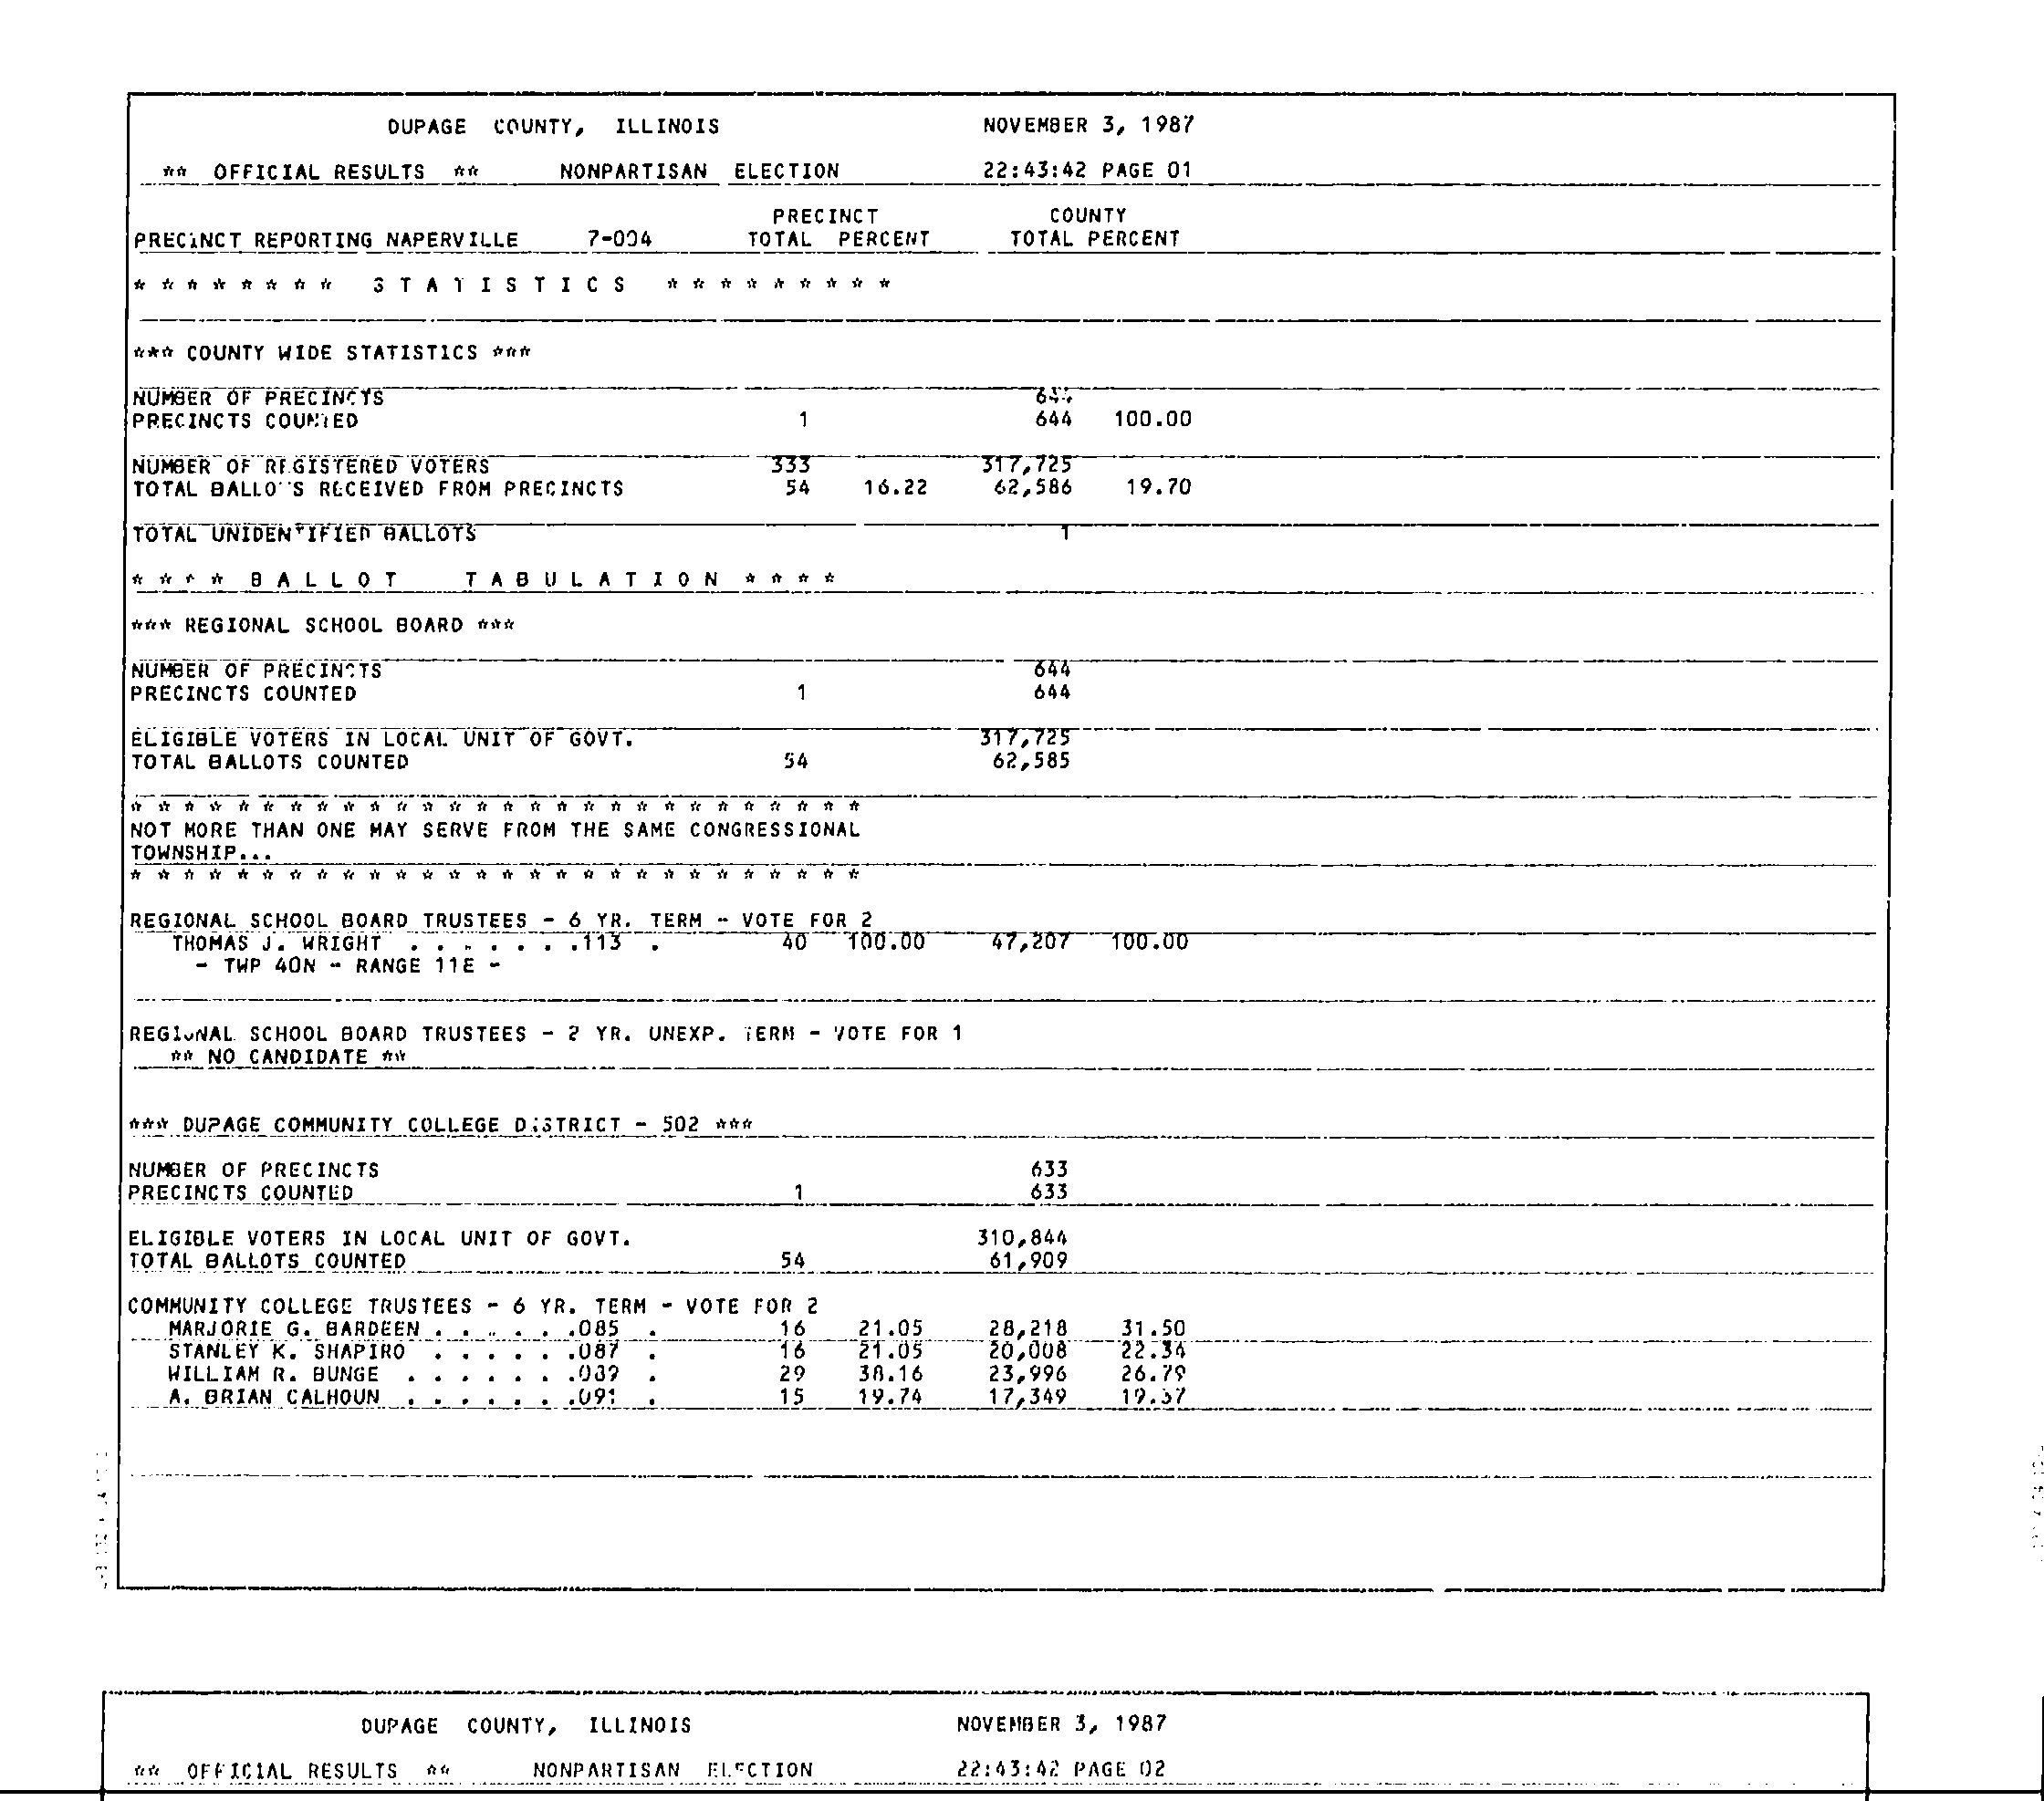 DUPAGE COUNTY, ILLINOIS NOVEMBER 3, 1987
** OFFICIAL RESULTS ** NONPARTISAN ELECTION 22:43:42 PAGE 01
PRECINCT COUNTY
PRECINCT REPORTING NAPERVILLE 7-004 TOTAL PERCENT TOTAL PERCENT
* * * * * * * * S T A T I S T I C S * * * * * * * * *
*** COUNTY WIDE STATISTICS ***
NUMBER OF PRECINCTS 644
PRECINCTS COUNTED 1 644 100.00
NUMBER OF REGISTERED VOTERS 333 317,725
TOTAL BALLOTS RECEIVED FROM PRECINCTS 54 16.22 62,586 19.70
TOTAL UNIDENTIFIED BALLOTS 1
* * * * B A L L O T T A B U L A T I O N * * * *
*** REGIONAL SCHOOL BOARD ***
NUMBER OF PRECINCTS 644
PRECINCTS COUNTED 1 644
ELIGIBLE VOTERS IN LOCAL UNIT OF GOVT. 317,725
TOTAL BALLOTS COUNTED 54 62,585
* * * * * * * * * * * * * * * * * * * * * * * * * * * *
NOT MORE THAN ONE MAY SERVE FROM THE SAME CONGRESSIONAL
TOWNSHIP...
* * * * * * * * * * * * * * * * * * * * * * * * * * * *
REGIONAL SCHOOL BOARD TRUSTEES - 6 YR. TERM - VOTE FOR 2
THOMAS J. WRIGHT . . . . . . .113 . 40 100.00 47,207 100.00
- TWP 40N - RANGE 11E -
REGIONAL SCHOOL BOARD TRUSTEES - 2 YR. UNEXP. TERM - VOTE FOR 1
** NO CANDIDATE **
*** DUPAGE COMMUNITY COLLEGE DISTRICT - 502 ***
NUMBER OF PRECINCTS 633
PRECINCTS COUNTED 1 633
ELIGIBLE VOTERS IN LOCAL UNIT OF GOVT. 310,844
TOTAL BALLOTS COUNTED 54 61,909
COMMUNITY COLLEGE TRUSTEES - 6 YR. TERM - VOTE FOR 2
MARJORIE G. BARDEEN . . . . . .085 . 16 21.05 28,218 31.50
STANLEY K. SHAPIRO . . . . . .087 . 16 21.05 20,008 22.34
WILLIAM R. BUNGE . . . . . . .089 . 29 38.16 23,996 26.79
A. BRIAN CALHOUN . . . . . . .091 . 15 19.74 17,349 19.37
DUPAGE COUNTY, ILLINOIS NOVEMBER 3, 1987
** OFFICIAL RESULTS ** NONPARTISAN ELECTION 22:43:42 PAGE 02